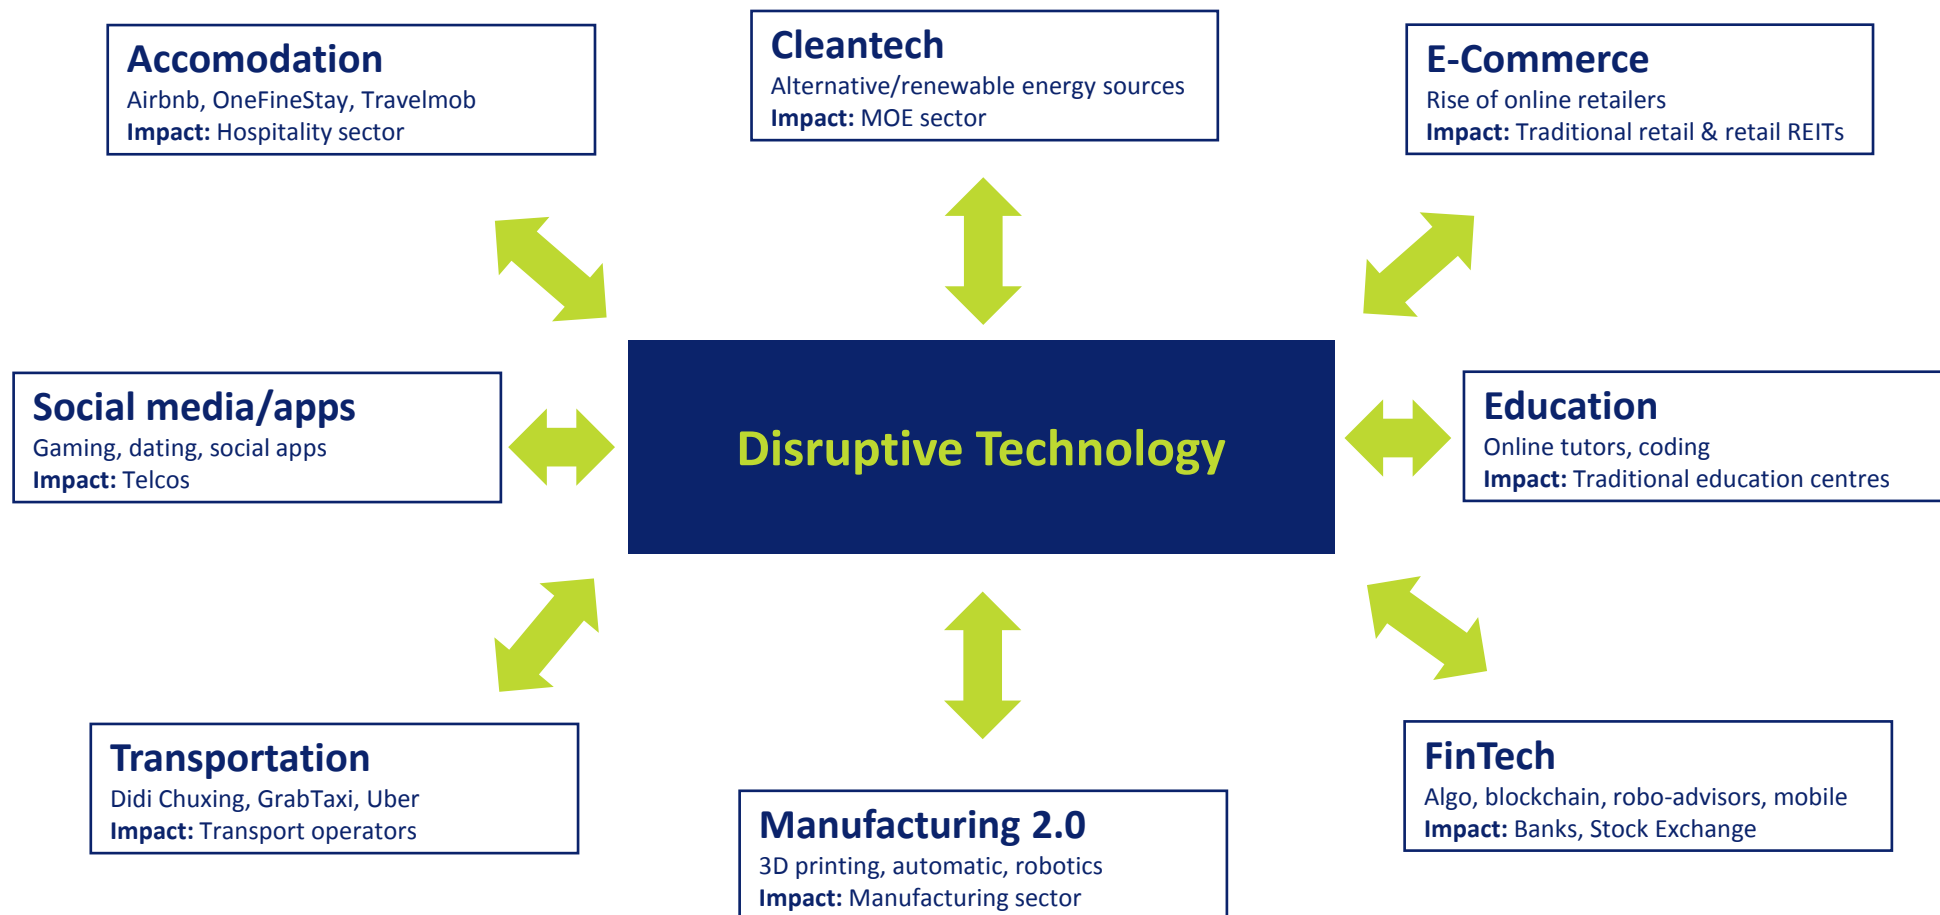 Accomodation
Airbnb, OneFineStay, Travelmob
Impact: Hospitality sector
Cleantech
Alternative/renewable energy sources
Impact: MOE sector
E-Commerce
Rise of online retailers
Impact: Traditional retail & retail REITs
Social media/apps
Gaming, dating, social apps
Impact: Telcos
Disruptive Technology
Education
Online tutors, coding
Impact: Traditional education centres
Transportation
Didi Chuxing, GrabTaxi, Uber
Impact: Transport operators
Manufacturing 2.0
3D printing, automatic, robotics
Impact: Manufacturing sector
FinTech
Algo, blockchain, robo-advisors, mobile
Impact: Banks, Stock Exchange